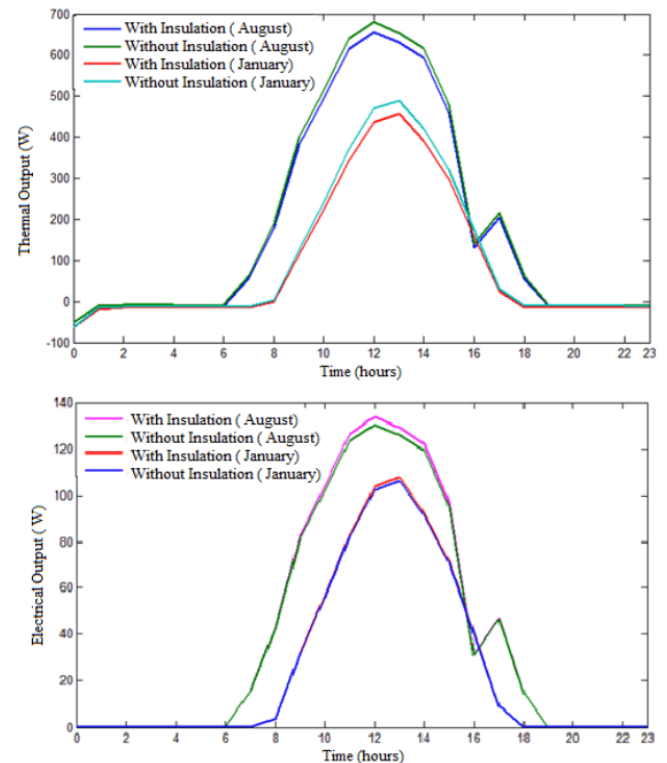 700
600
500
400
300
200
100
0
-100
With Insulation ( August)
Without Insulation ( August)
With Insulation ( January)
Without Insulation ( January)
Thermal Output (W)
0 2 4 6 8 10 12 14 16 18 20 22 23
Time (hours)
140
120
100
80
60
40
20
0
With Insulation ( August)
Without Insulation ( August)
With Insulation ( January)
Without Insulation ( January)
Electrical Output ( W)
0 2 4 6 8 10 12 14 16 18 20 22 23
Time (hours)